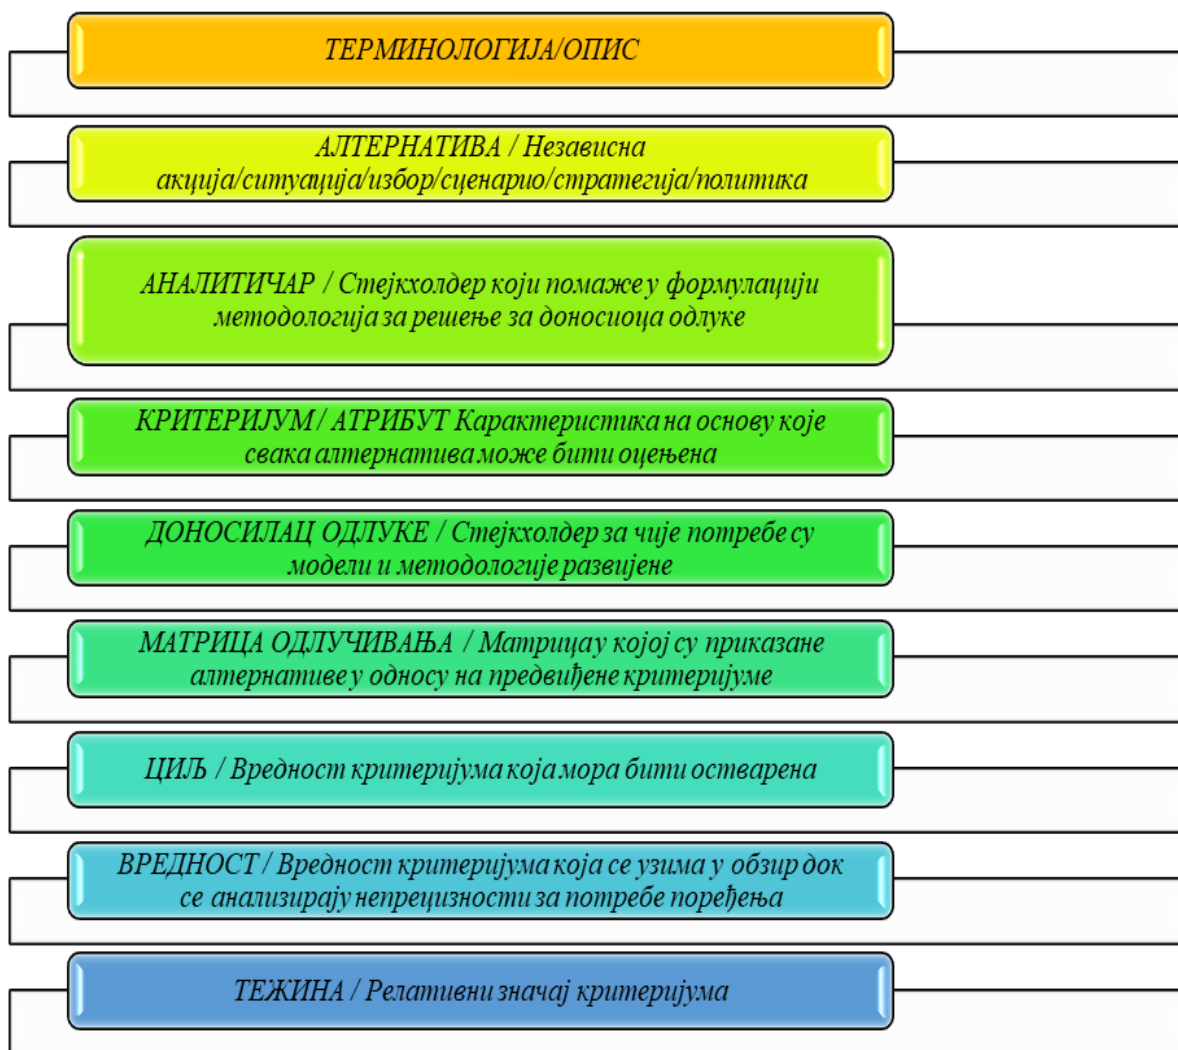 ТЕРМИНОЛОГИЈА/ОПИС
АЛТЕРНАТИВА / Независна
акција/ситуација/избор/сценарио/стратегија/политика
АНАЛИТИЧАР / Стејкхолдер који помаже у формулацији
методологија за решење за доносиоца одлуке
КРИТЕРИЈУМ / АТРИБУТ Карактеристика на основу које
свака алтернатива може бити оцењена
ДОНОСИЛАЦ ОДЛУКЕ / Стејкхолдер за чије потребе су
модели и методологије развијене
МАТРИЦА ОДЛУЧИВАЊА / Матрица у којој су приказане
алтернативе у односу на предвиђене критеријуме
ЦИЉ / Вредност критеријума која мора бити остварена
ВРЕДНОСТ / Вредност критеријума која се узима у обзир док
се анализирају непрецизности за потребе поређења
ТЕЖИНА / Релативни значај критеријума